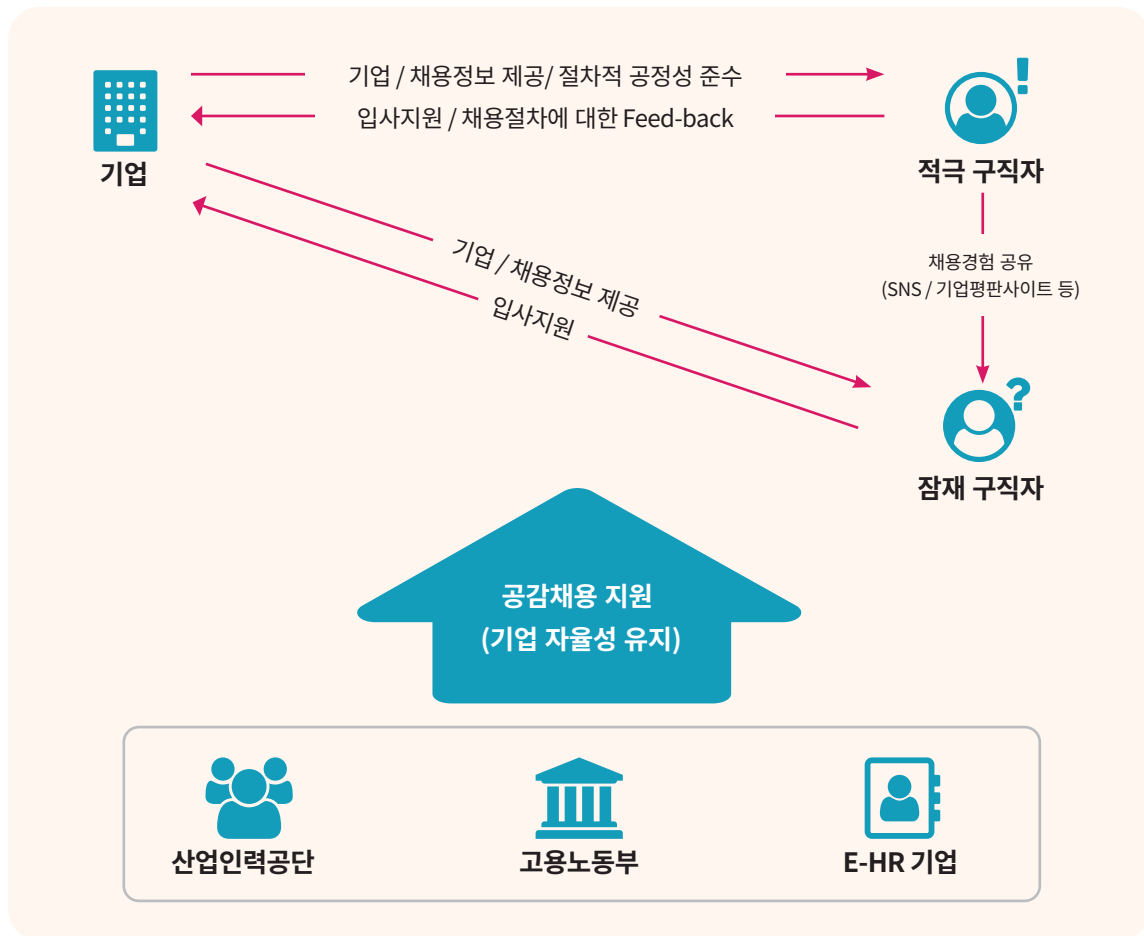 기업 / 채용정보 제공/ 절차적 공정성 준수
입사지원 / 채용절차에 대한 Feed-back
기업
적극 구직자
채용경험 공유
(SNS / 기업평판사이트 등)
기업 / 채용정보 제공
입사지원
잠재 구직자
공감채용 지원
(기업 자율성 유지)
산업인력공단
고용노동부
E-HR 기업